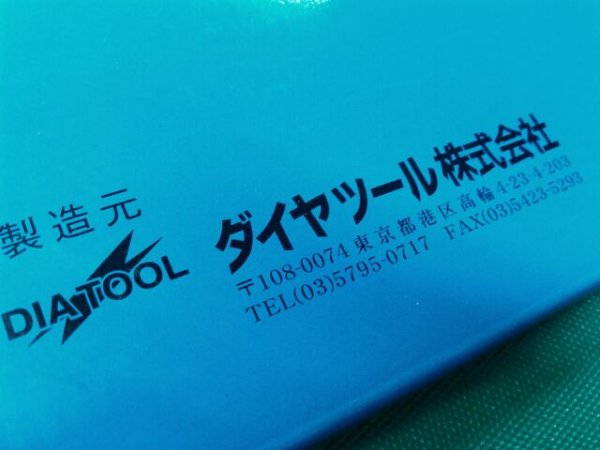 製造元
DIATOOL
ダイヤツール株式会社
〒108-0074 東京都港区高輪4-23-4-203
TEL(03)5795-0717 FAX(03)5423-5293